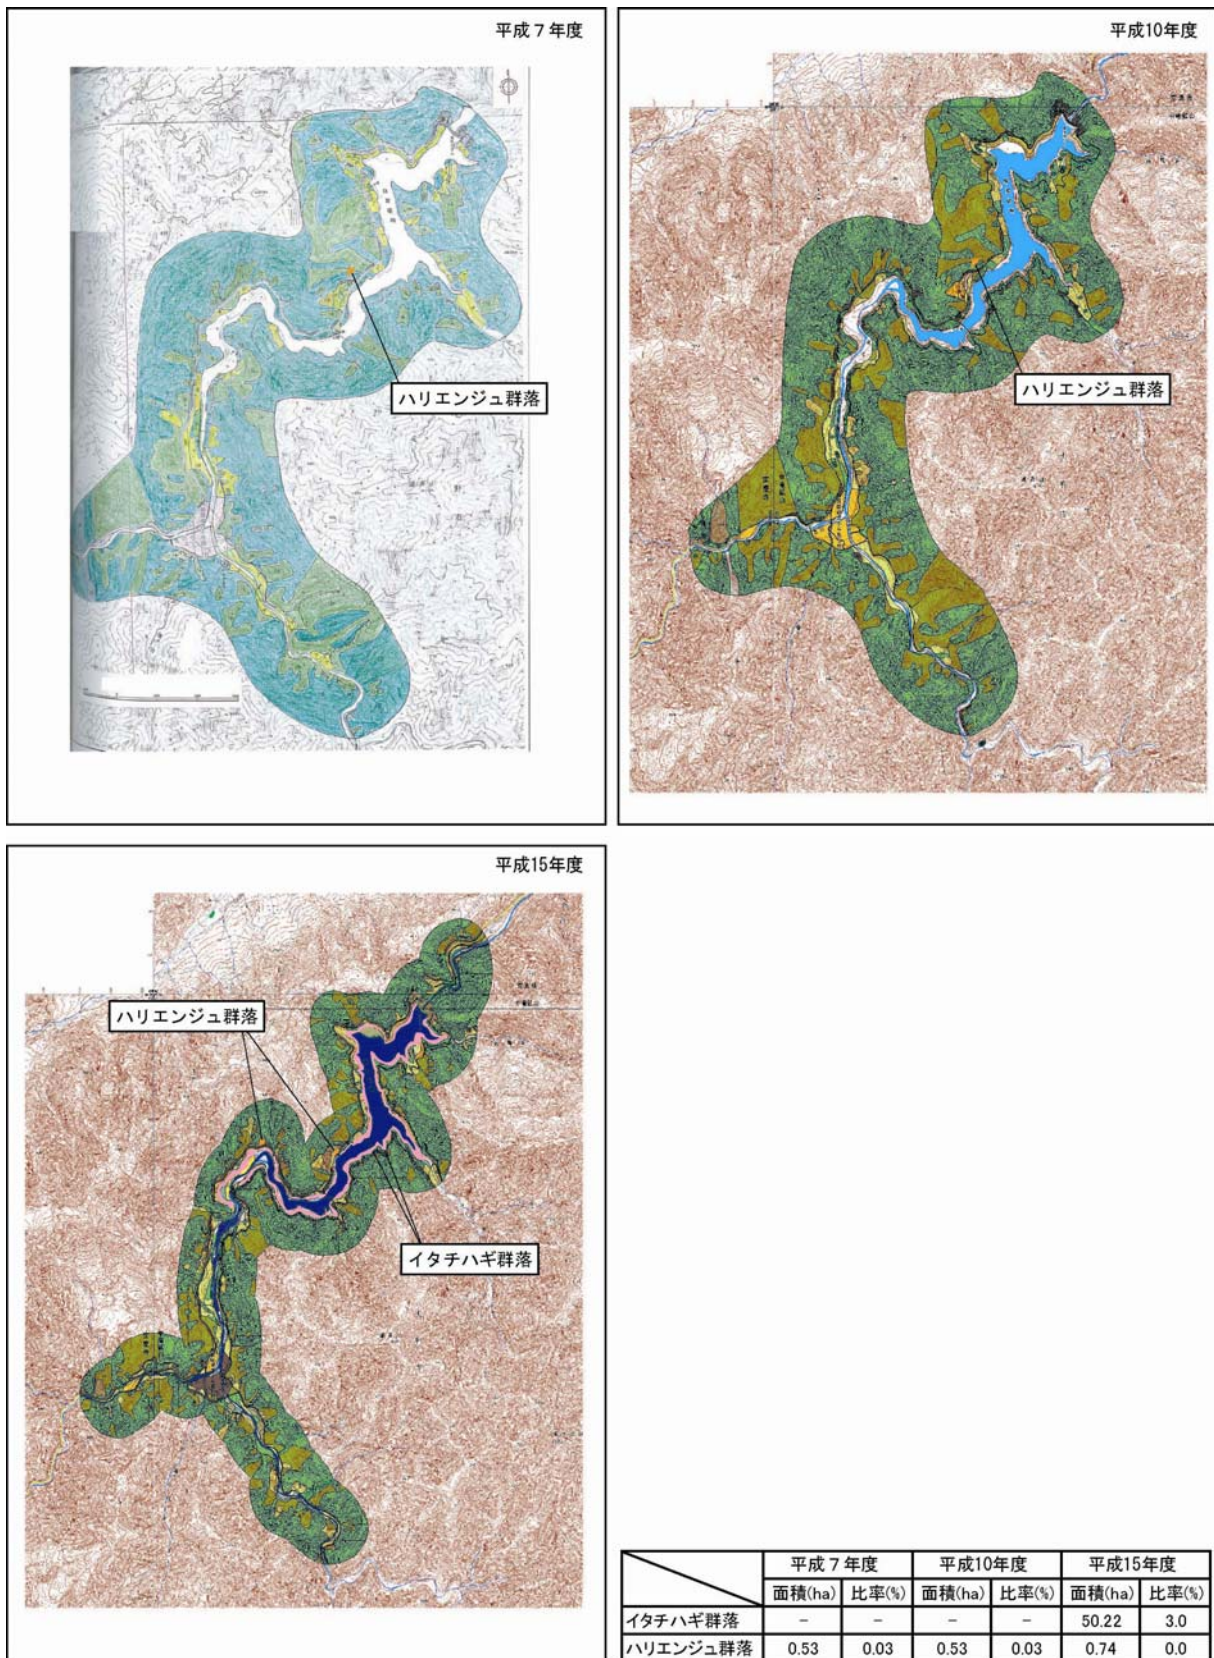 平成7年度
ハリエンジュ群落
平成10年度
ハリエンジュ群落
平成15年度
ハリエンジュ群落
イタチハギ群落
平成7年度 平成10年度 平成15年度
面積(ha) 比率(%) 面積(ha) 比率(%) 面積(ha) 比率(%)
イタチハギ群落 - - - - 50.22 3.0
ハリエンジュ群落 0.53 0.03 0.53 0.03 0.74 0.0